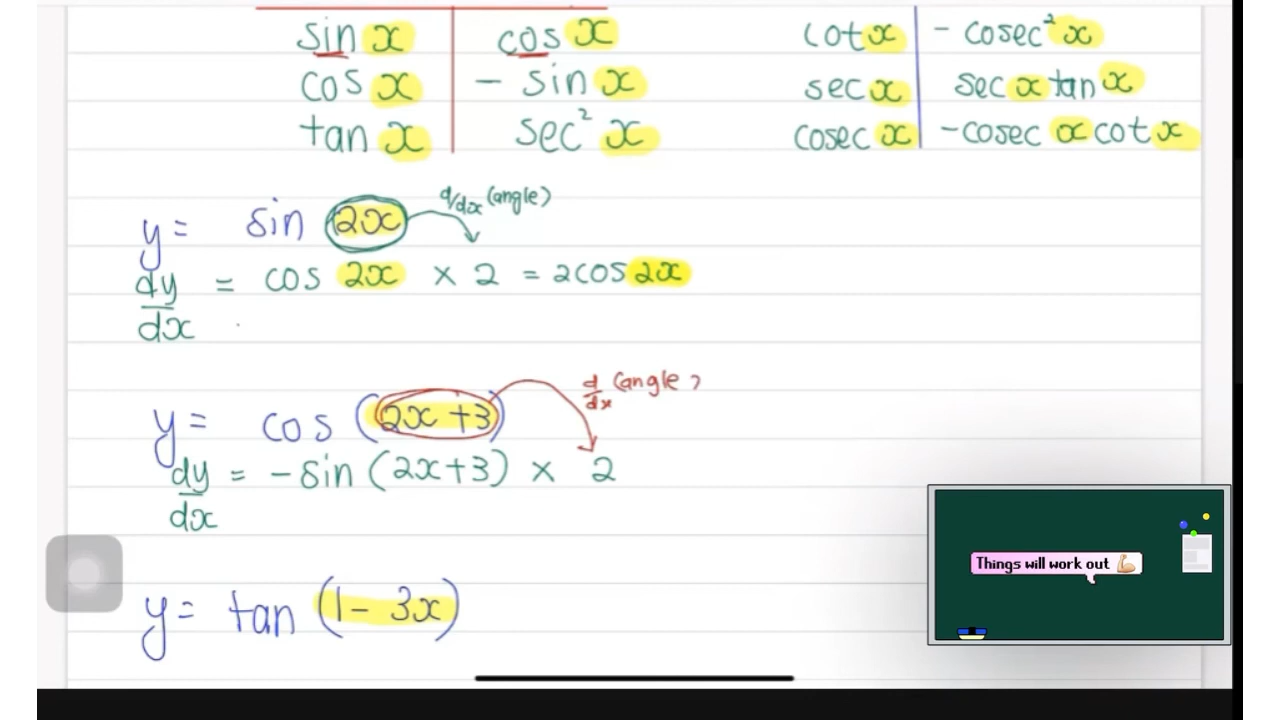 sin x | cos x
cos x | - sin x
tan x | sec² x
cot x | - cosec² x
sec x | sec x tan x
cosec x | -cosec x cot x
y = sin 2x
d/dx (angle)
dy/dx = cos 2x × 2 = 2cos 2x
y = cos (2x + 3)
d/dx (angle)
dy/dx = -sin (2x+3) × 2
y = tan (1 - 3x)
Things will work out 💪🏼